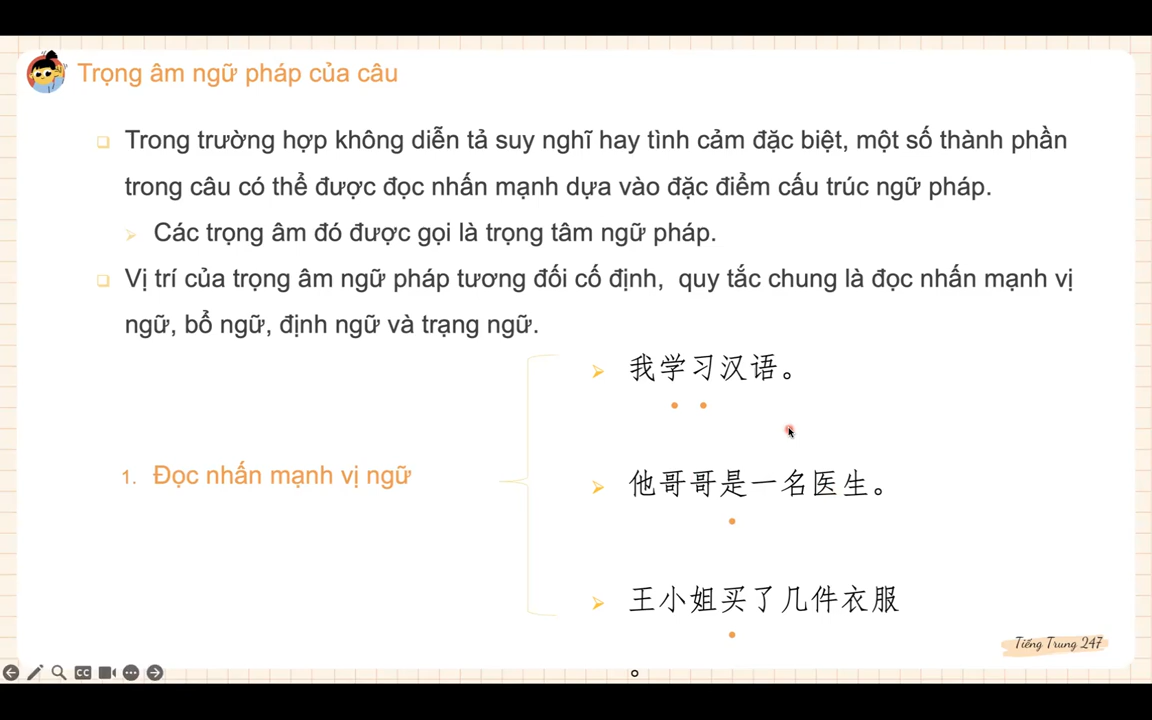 Trọng âm ngữ pháp của câu
Trong trường hợp không diễn tả suy nghĩ hay tình cảm đặc biệt, một số thành phần
trong câu có thể được đọc nhấn mạnh dựa vào đặc điểm cấu trúc ngữ pháp.
Các trọng âm đó được gọi là trọng tâm ngữ pháp.
Vị trí của trọng âm ngữ pháp tương đối cố định, quy tắc chung là đọc nhấn mạnh vị
ngữ, bổ ngữ, định ngữ và trạng ngữ.
1. Đọc nhấn mạnh vị ngữ
我学习汉语。
他哥哥是一名医生。
王小姐买了几件衣服
Tiếng Trung 247
CC